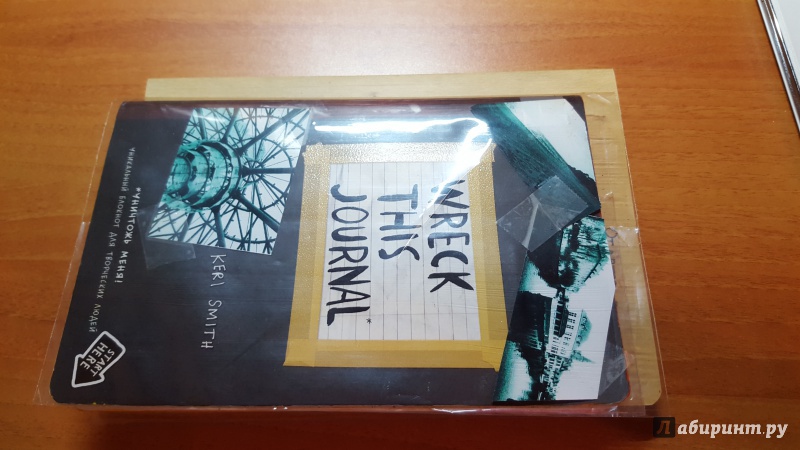 WRECK
THIS
JOURNAL*
KERI SMITH
*УНИЧТОЖЬ МЕНЯ!
УНИКАЛЬНЫЙ БЛОКНОТ ДЛЯ ТВОРЧЕСКИХ ЛЮДЕЙ
START
HERE
Лабиринт.ру